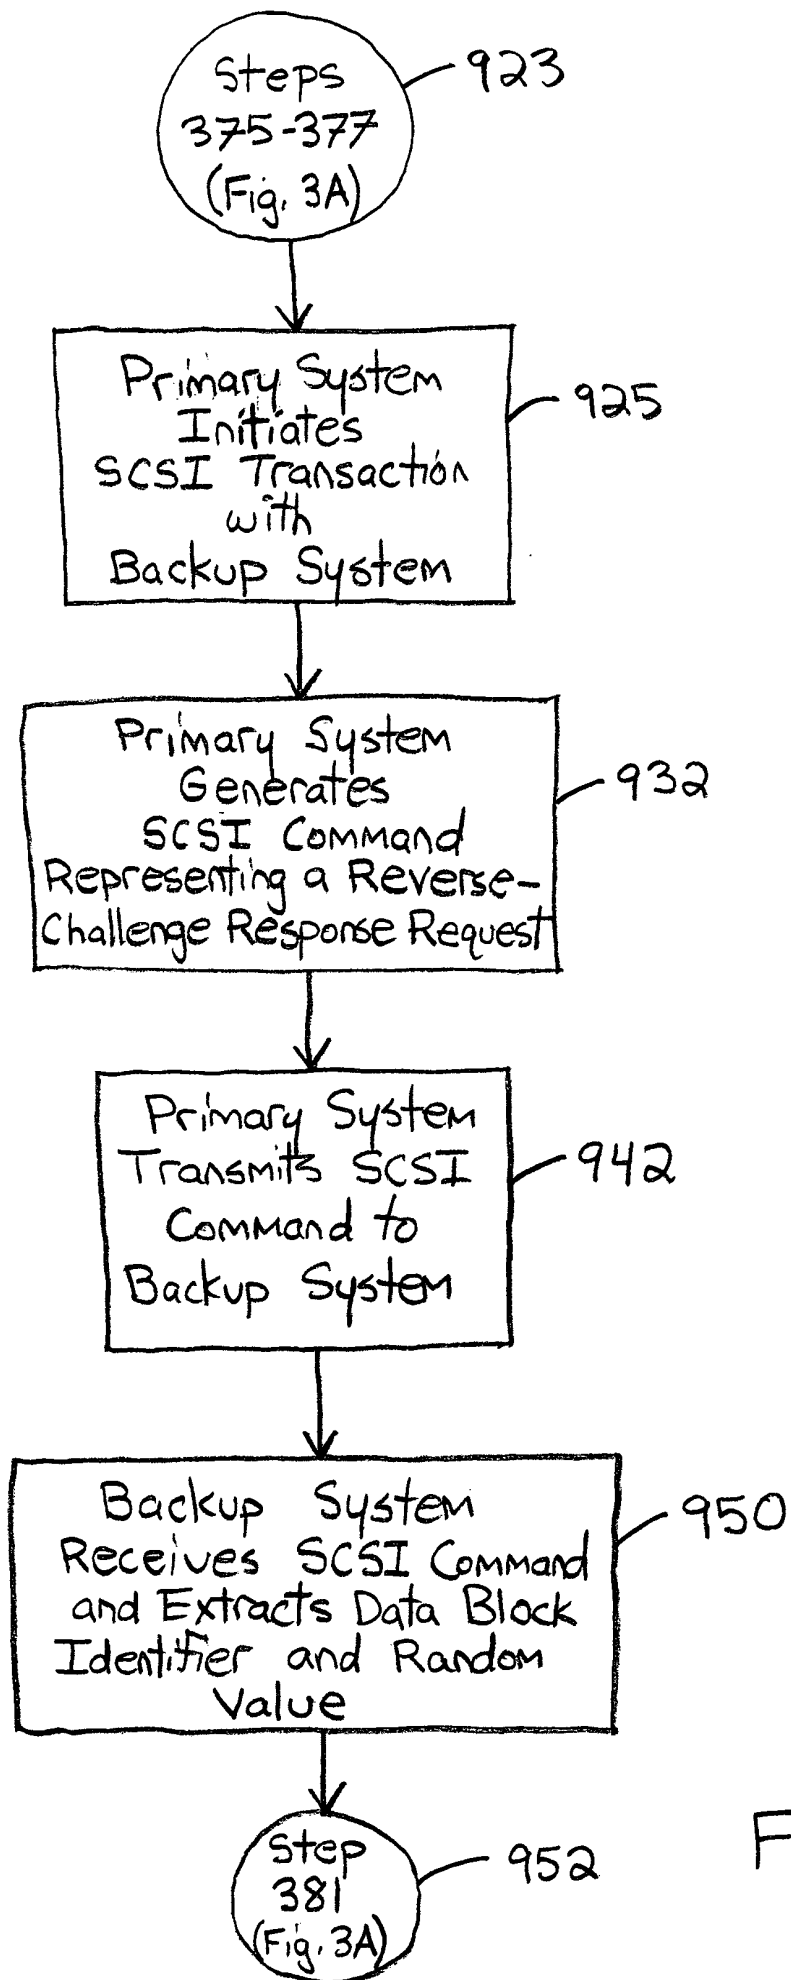 Steps
375-377
(Fig. 3A)
923
Primary System
Initiates
SCSI Transaction
with
Backup System
925
Primary System
Generates
SCSI Command
Representing a Reverse-
Challenge Response Request
932
Primary System
Transmits SCSI
Command to
Backup System
942
Backup System
Receives SCSI Command
and Extracts Data Block
Identifier and Random
Value
950
Step
381
(Fig. 3A)
952
F